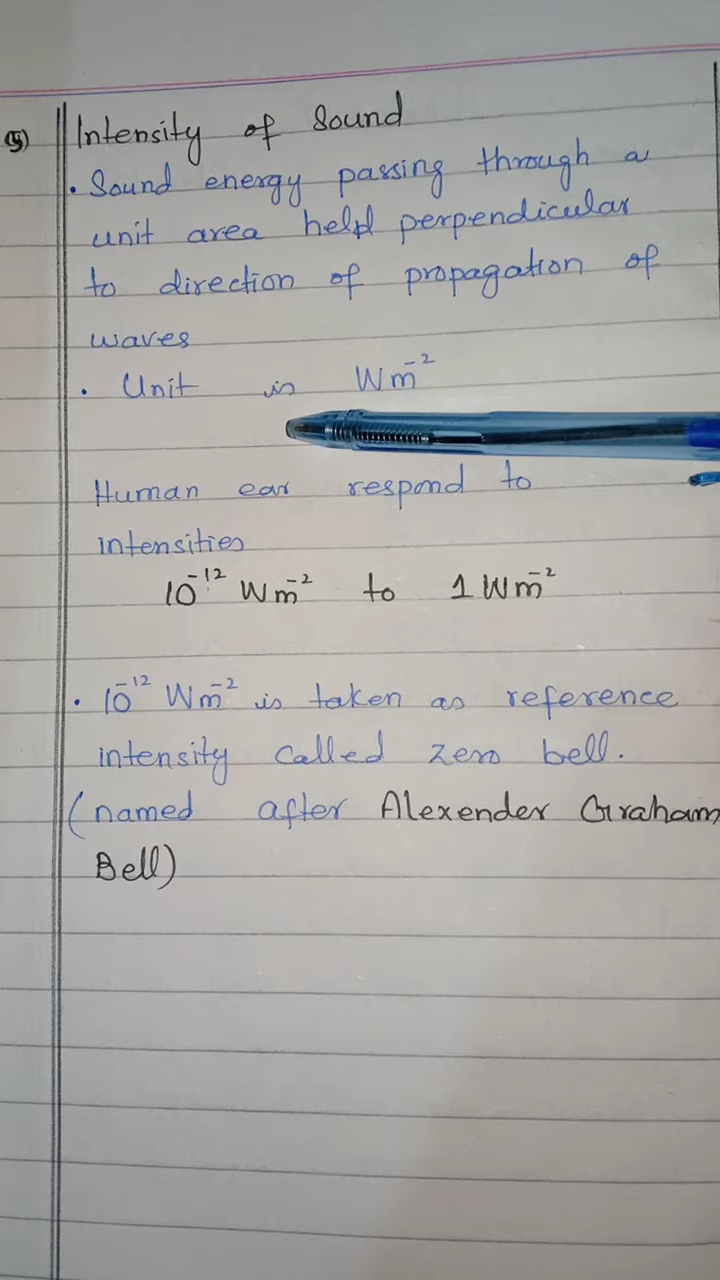 (5) Intensity of Sound
• Sound energy passing through a
unit area held perpendicular
to direction of propagation of
waves
• Unit is Wm⁻²
Human ear respond to
intensities
10⁻¹² Wm⁻² to 1 Wm⁻²
• 10⁻¹² Wm⁻² is taken as reference
intensity called zero bell.
(named after Alexender Graham
Bell)